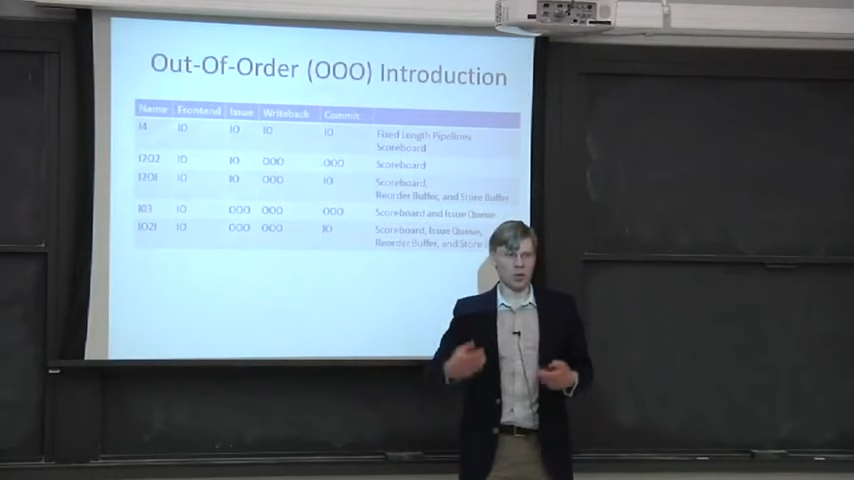 Out-Of-Order (OOO) Introduction
Name Frontend Issue Writeback Commit
I4 IO IO IO IO Fixed Length Pipelines
Scoreboard
I2O2 IO IO OOO OOO Scoreboard
I2OI IO IO OOO IO Scoreboard,
Reorder Buffer, and Store Buffer
IO3 IO OOO OOO OOO Scoreboard and Issue Queue
IO2I IO OOO OOO IO Scoreboard, Issue Queue,
Reorder Buffer, and Store